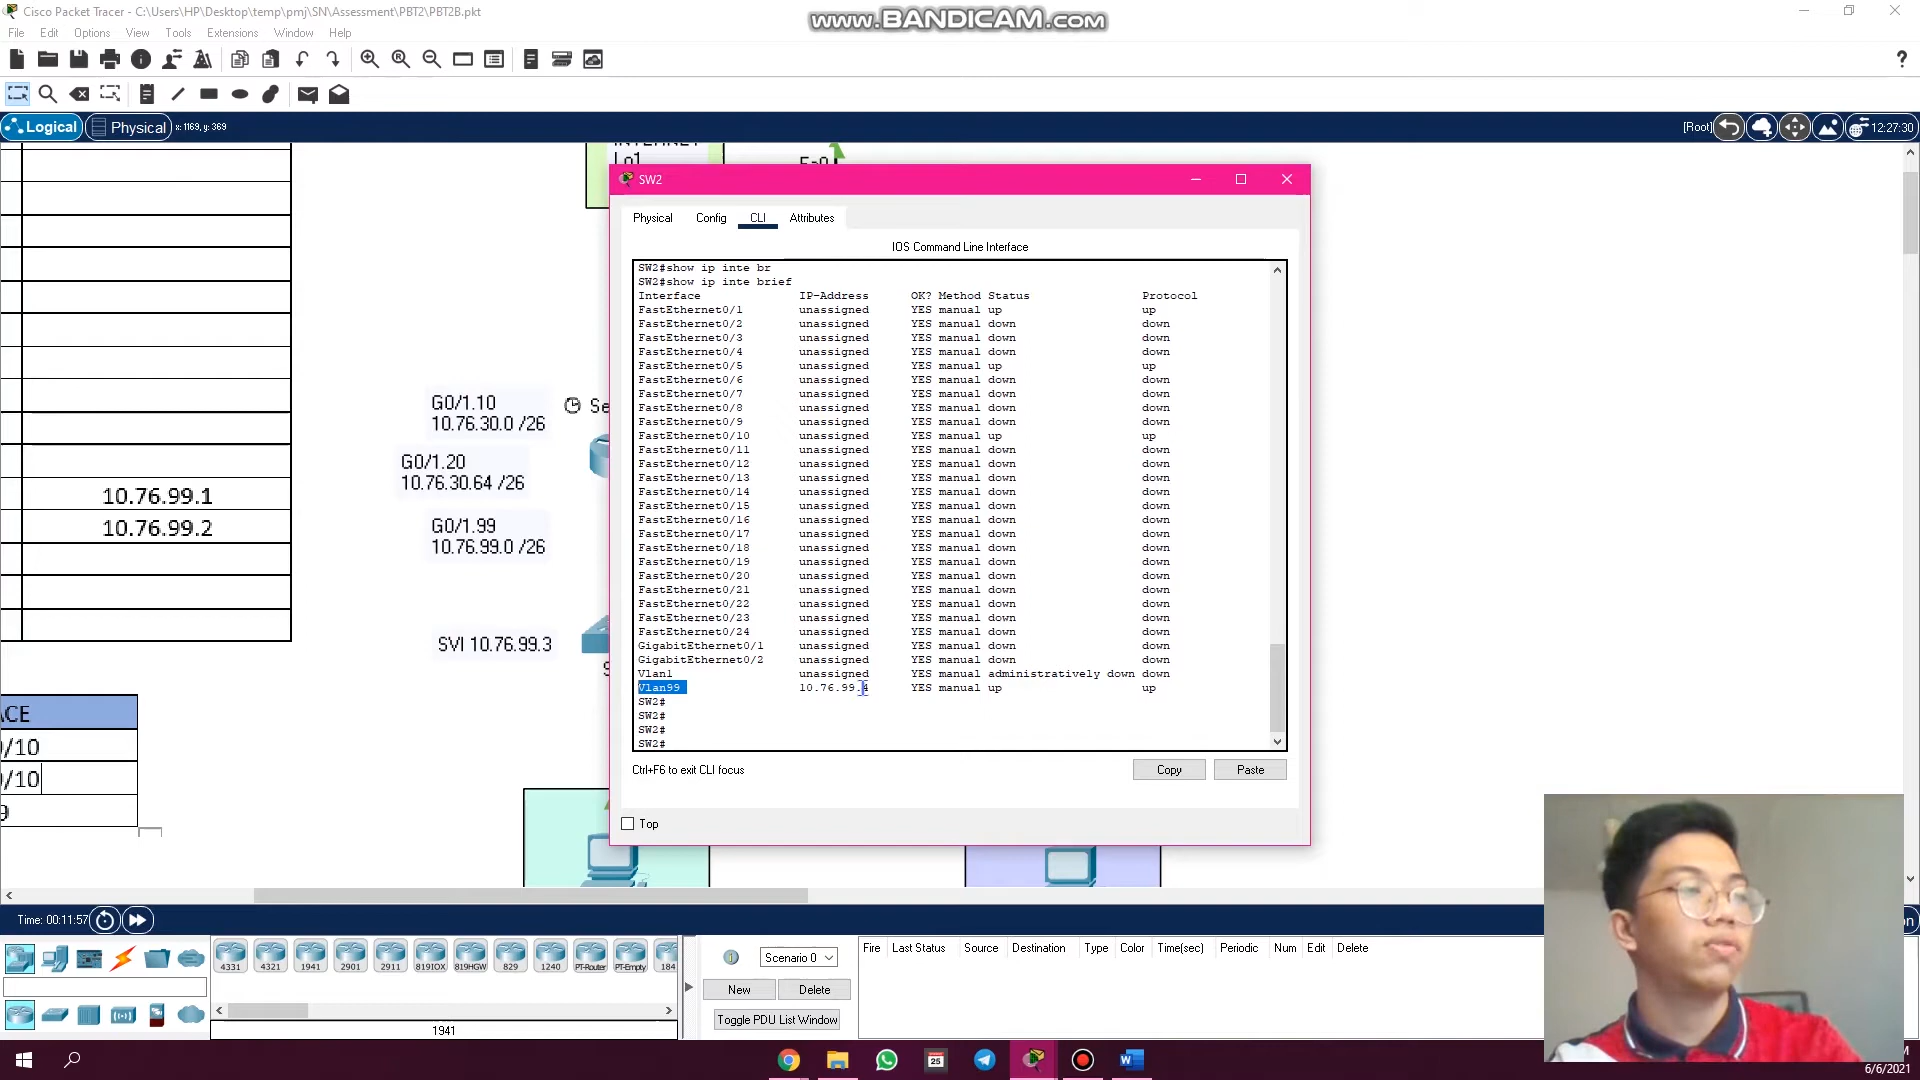 Cisco Packet Tracer - C:\Users\HP\Desktop\temp\prnj\SN\Assessment\PBT2\PBT2B.pkt
www.BANDICAM.com
File Edit Options View Tools Extensions Window Help
Logical Physical x: 1169, y: 369
[Root] 12:27:30
INTERNET
Lo1
Fa0
SW2
Physical Config CLI Attributes
IOS Command Line Interface
SW2#show ip inte br
SW2#show ip inte brief
Interface IP-Address OK? Method Status Protocol
FastEthernet0/1 unassigned YES manual up up
FastEthernet0/2 unassigned YES manual down down
FastEthernet0/3 unassigned YES manual down down
FastEthernet0/4 unassigned YES manual down down
FastEthernet0/5 unassigned YES manual up up
FastEthernet0/6 unassigned YES manual down down
FastEthernet0/7 unassigned YES manual down down
FastEthernet0/8 unassigned YES manual down down
FastEthernet0/9 unassigned YES manual down down
FastEthernet0/10 unassigned YES manual up up
FastEthernet0/11 unassigned YES manual down down
FastEthernet0/12 unassigned YES manual down down
FastEthernet0/13 unassigned YES manual down down
FastEthernet0/14 unassigned YES manual down down
FastEthernet0/15 unassigned YES manual down down
FastEthernet0/16 unassigned YES manual down down
FastEthernet0/17 unassigned YES manual down down
FastEthernet0/18 unassigned YES manual down down
FastEthernet0/19 unassigned YES manual down down
FastEthernet0/20 unassigned YES manual down down
FastEthernet0/21 unassigned YES manual down down
FastEthernet0/22 unassigned YES manual down down
FastEthernet0/23 unassigned YES manual down down
FastEthernet0/24 unassigned YES manual down down
GigabitEthernet0/1 unassigned YES manual down down
GigabitEthernet0/2 unassigned YES manual down down
Vlan1 unassigned YES manual administratively down down
Vlan99 10.76.99.4 YES manual up up
SW2#
SW2#
SW2#
SW2#
Ctrl+F6 to exit CLI focus
Copy Paste
Top
G0/1.10
10.76.30.0 /26
Se
G0/1.20
10.76.30.64 /26
10.76.99.1
10.76.99.2
G0/1.99
10.76.99.0 /26
SVI 10.76.99.3
S
ACE
0/10
0/10
9
Time: 00:11:57
4331 4321 1941 2901 2911 819IOX 819HGW 829 1240 PT-Router PT-Empty 184
1941
Scenario 0
New Delete
Toggle PDU List Window
Fire Last Status Source Destination Type Color Time(sec) Periodic Num Edit Delete
on
25
M
6/6/2021